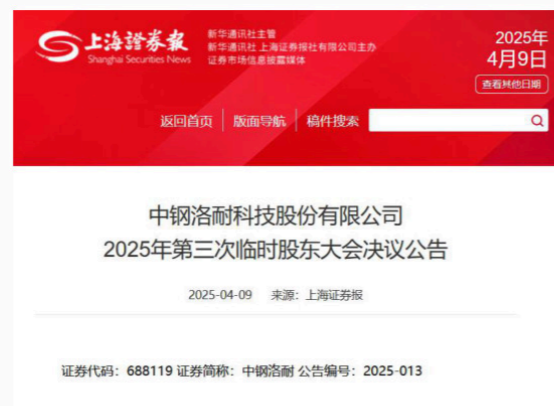 上海證券報
Shanghai Securities News
新华通讯社主管
新华通讯社 上海证券报社有限公司主办
证券市场信息披露媒体
2025年
4月9日
查看其他日期
返回首页 版面导航 稿件搜索
中钢洛耐科技股份有限公司
2025年第三次临时股东大会决议公告
2025-04-09 来源：上海证券报
证券代码：688119 证券简称：中钢洛耐 公告编号：2025-013